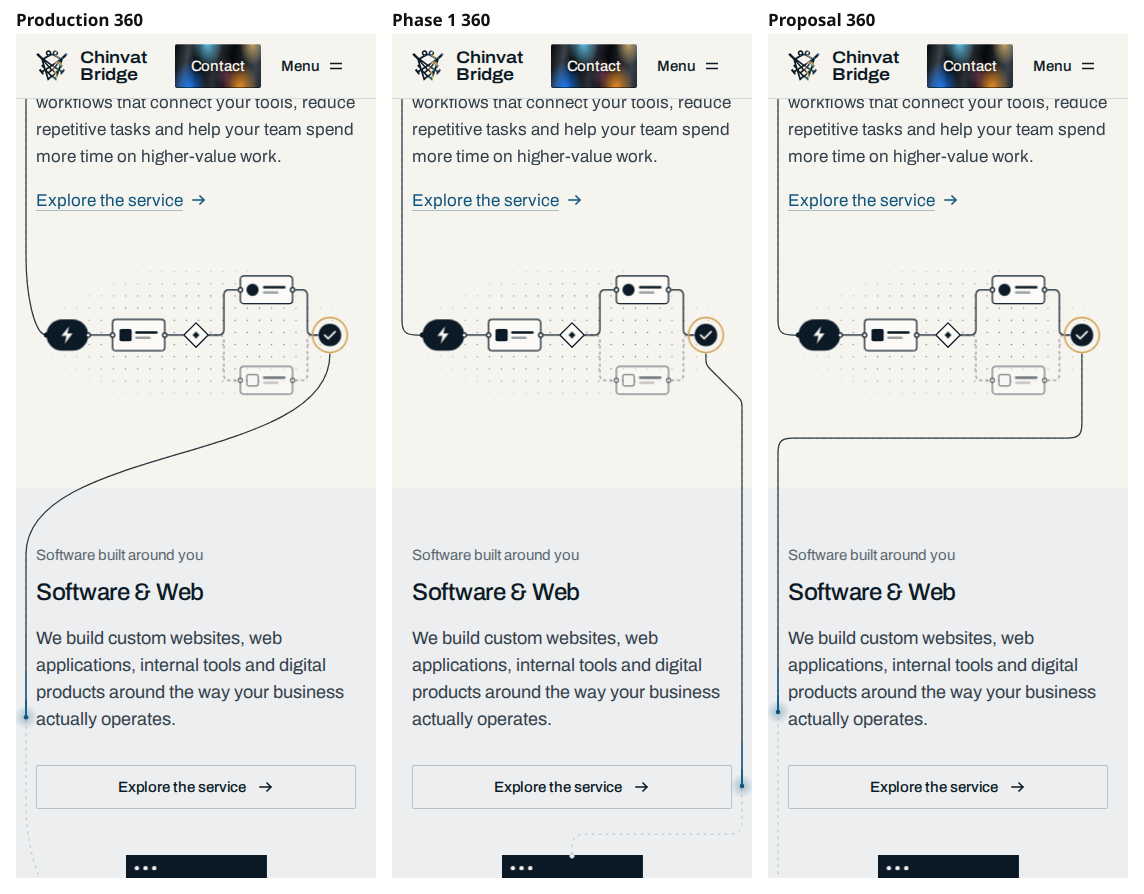 Production 360
Chinvat
Bridge
Contact
Menu
workflows that connect your tools, reduce
repetitive tasks and help your team spend
more time on higher-value work.
Explore the service →
Software built around you
Software & Web
We build custom websites, web
applications, internal tools and digital
products around the way your business
actually operates.
Explore the service →
Phase 1 360
Chinvat
Bridge
Contact
Menu
workflows that connect your tools, reduce
repetitive tasks and help your team spend
more time on higher-value work.
Explore the service →
Software built around you
Software & Web
We build custom websites, web
applications, internal tools and digital
products around the way your business
actually operates.
Explore the service →
Proposal 360
Chinvat
Bridge
Contact
Menu
workflows that connect your tools, reduce
repetitive tasks and help your team spend
more time on higher-value work.
Explore the service →
Software built around you
Software & Web
We build custom websites, web
applications, internal tools and digital
products around the way your business
actually operates.
Explore the service →